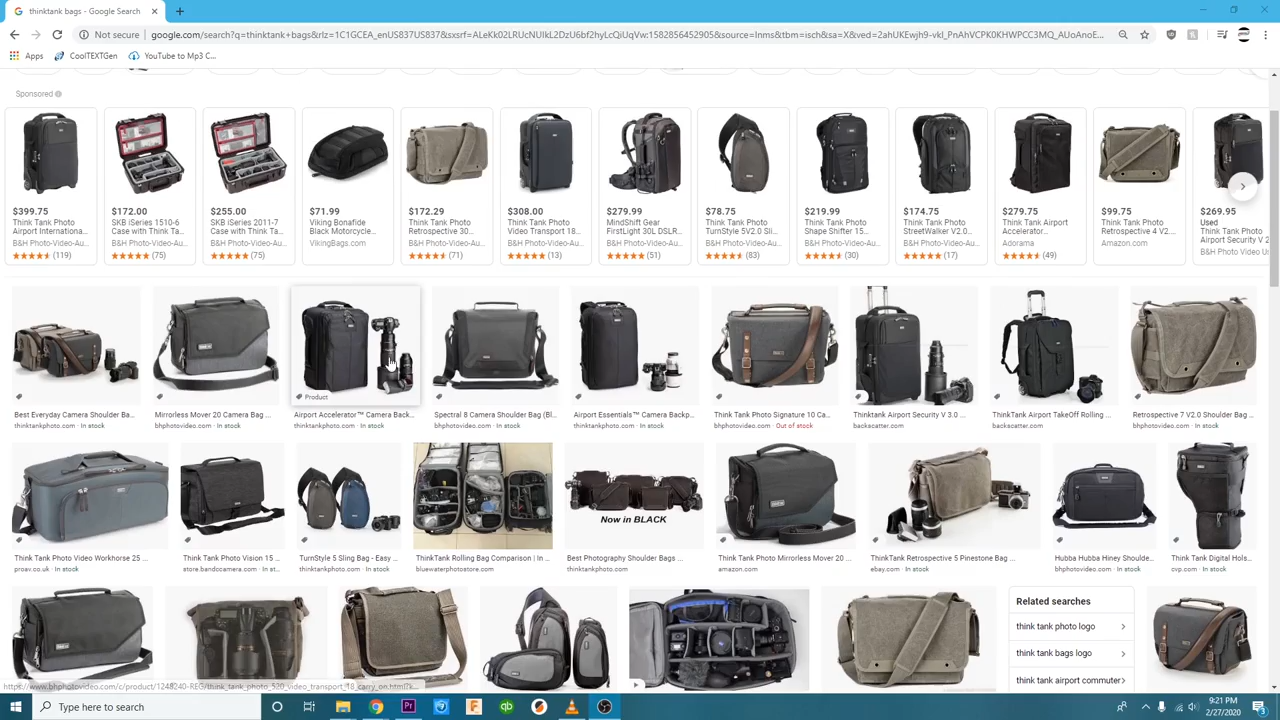 thinktank bags - Google Search
Not secure
google.com/search?q=thinktank+bags&rlz=1C1GCEA_enUS837US837&sxsrf=
Apps
CoolTEXTGen
YouTube to Mp3 C...
Sponsored
$399.75
Think Tank Photo
Airport Internationa...
B&H Photo-Video-Au...
(119)
$172.00
SKB iSeries 1510-6
Case with Think Ta...
B&H Photo-Video-Au...
(75)
$255.00
SKB iSeries 2011-7
Case with Think Ta...
B&H Photo-Video-Au...
(75)
$71.99
Viking Bonafide
Black Motorcycle...
VikingBags.com
$172.29
Think Tank Photo
Retrospective 30...
B&H Photo-Video-Au...
(71)
$308.00
Think Tank Photo
Video Transport 18...
B&H Photo-Video-Au...
(13)
$279.99
MindShift Gear
FirstLight 30L DSLR...
B&H Photo-Video-Au...
(51)
$78.75
Think Tank Photo
TurnStyle 5V2.0 Sli...
B&H Photo-Video-Au...
(83)
$219.99
Think Tank Photo
Shape Shifter 15...
B&H Photo-Video-Au...
(30)
$174.75
Think Tank Photo
StreetWalker V2.0...
B&H Photo-Video-Au...
(17)
$279.75
Think Tank Airport
Accelerator...
Adorama
(49)
$99.75
Think Tank Photo
Retrospective 4 V2....
Amazon.com
$269.95
Used
Think Tank Photo
Airport Security V 2
B&H Photo Video Us
Product
Best Everyday Camera Shoulder Ba...
thinktankphoto.com · In stock
Mirrorless Mover 20 Camera Bag ...
bhphotovideo.com · In stock
Airport Accelerator™ Camera Back...
thinktankphoto.com · In stock
Spectral 8 Camera Shoulder Bag (Bl...
bhphotovideo.com · In stock
Airport Essentials™ Camera Backp...
thinktankphoto.com · In stock
Think Tank Photo Signature 10 Ca...
bhphotovideo.com · Out of stock
Thinktank Airport Security V 3.0 ...
backscatter.com
ThinkTank Airport TakeOff Rolling ...
backscatter.com
Retrospective 7 V2.0 Shoulder Bag ...
bhphotovideo.com · In stock
Now in BLACK
Think Tank Photo Video Workhorse 25 ...
proav.co.uk · In stock
Think Tank Photo Vision 15 ...
store.bandccamera.com · In st...
TurnStyle 5 Sling Bag - Easy ...
thinktankphoto.com · In stock
ThinkTank Rolling Bag Comparison | In ...
bluewaterphotostore.com
Best Photography Shoulder Bags ...
thinktankphoto.com
Think Tank Photo Mirrorless Mover 20 ...
amazon.com
ThinkTank Retrospective 5 Pinestone Bag ...
ebay.com · In stock
Hubba Hubba Hiney Shoulde...
bhphotovideo.com · In stock
Think Tank Digital Hols...
cvp.com · In stock
Related searches
think tank photo logo
think tank bags logo
think tank airport commuter
https://www.bhphotovideo.com/c/product/1248240-REG/think_tank_photo_520_video_transport_18_carry_on.html?k...
Type here to search
9:21 PM
2/27/2020
3